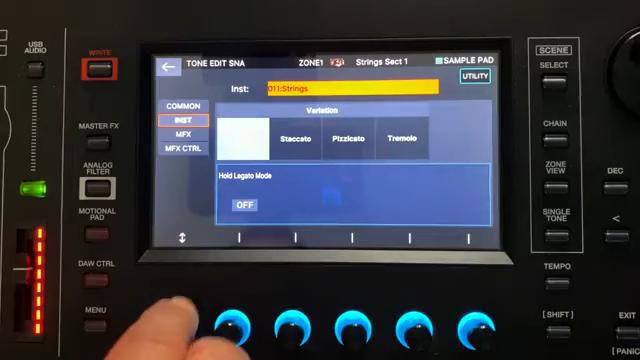 USB
AUDIO
WRITE
MASTER FX
ANALOG
FILTER
MOTIONAL
PAD
DAW CTRL
MENU
TONE EDIT SNA
ZONE1
Strings Sect 1
SAMPLE PAD
UTILITY
Inst:
011:Strings
COMMON
INST
MFX
MFX CTRL
Variation
Staccato
Pizzicato
Tremolo
Hold Legato Mode
OFF
SCENE
SELECT
CHAIN
ZONE
VIEW
SINGLE
TONE
TEMPO
[SHIFT]
DEC
<
EXIT
[PANIC